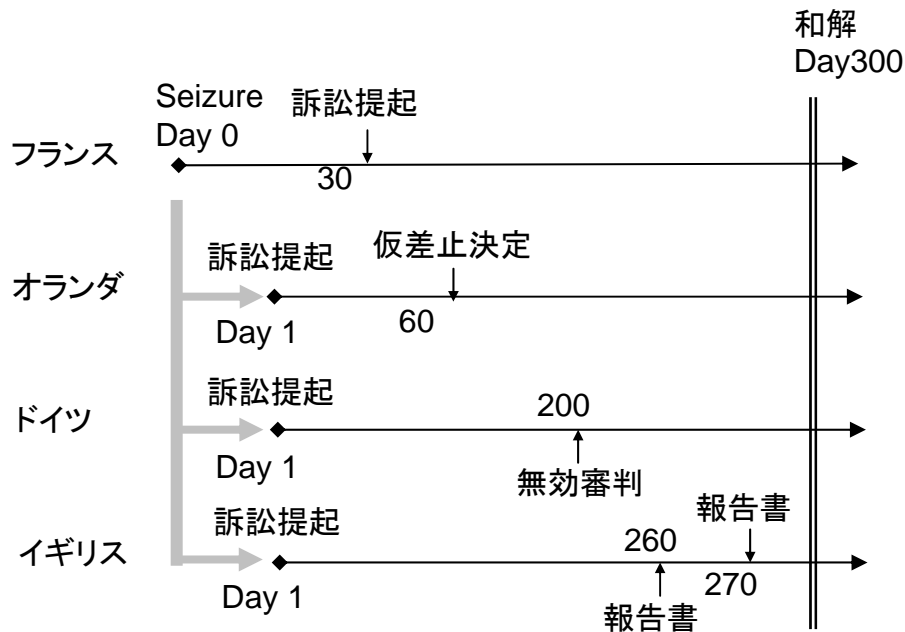 和解
Day300
Seizure
Day 0
訴訟提起
フランス
30
訴訟提起
仮差止決定
オランダ
Day 1
60
訴訟提起
200
ドイツ
Day 1
無効審判
訴訟提起
報告書
イギリス
260
270
Day 1
報告書